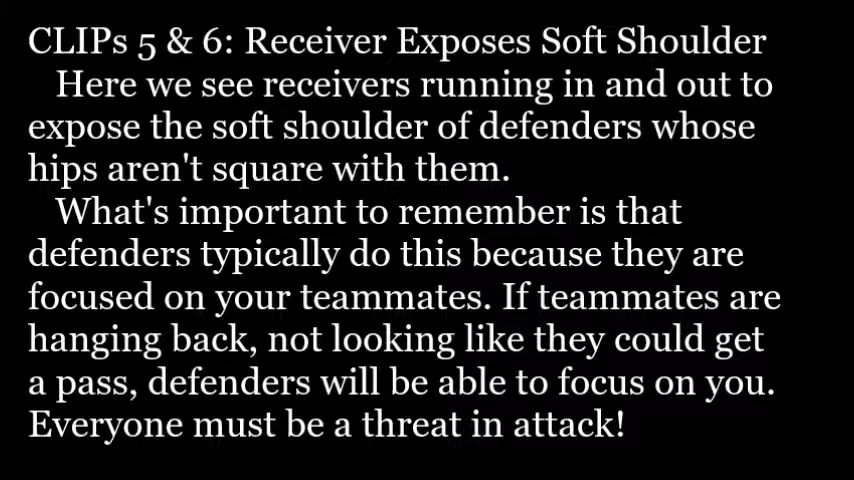 CLIPs 5 & 6: Receiver Exposes Soft Shoulder
Here we see receivers running in and out to
expose the soft shoulder of defenders whose
hips aren't square with them.
What's important to remember is that
defenders typically do this because they are
focused on your teammates. If teammates are
hanging back, not looking like they could get
a pass, defenders will be able to focus on you.
Everyone must be a threat in attack!